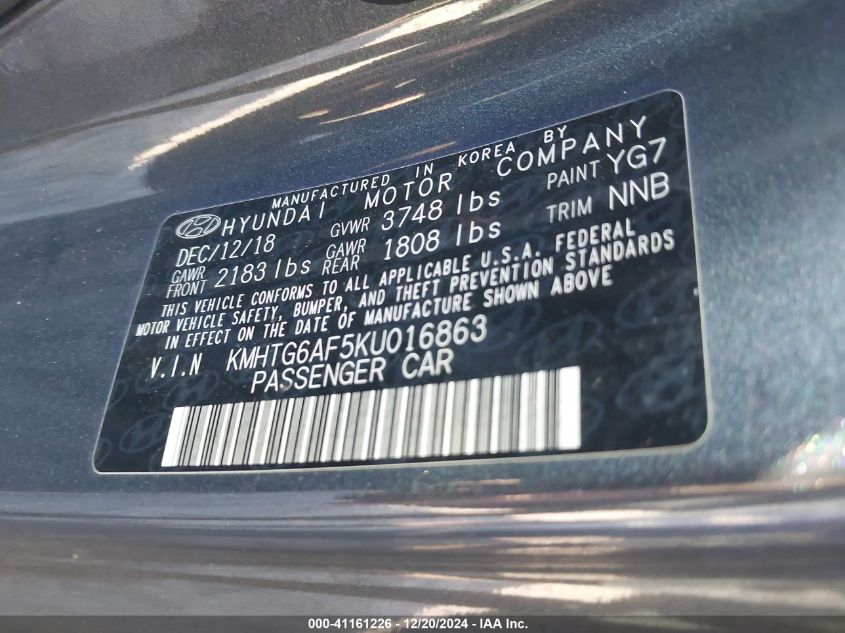 MANUFACTURED IN KOREA BY
HYUNDAI MOTOR COMPANY
DEC/12/18 GVWR 3748 lbs PAINT YG7
GAWR FRONT 2183 lbs GAWR REAR 1808 lbs TRIM NNB
THIS VEHICLE CONFORMS TO ALL APPLICABLE U.S.A. FEDERAL
MOTOR VEHICLE SAFETY, BUMPER, AND THEFT PREVENTION STANDARDS
IN EFFECT ON THE DATE OF MANUFACTURE SHOWN ABOVE
V.I.N KMHTG6AF5KU016863
PASSENGER CAR
000-41161226 - 12/20/2024 - IAAI.com